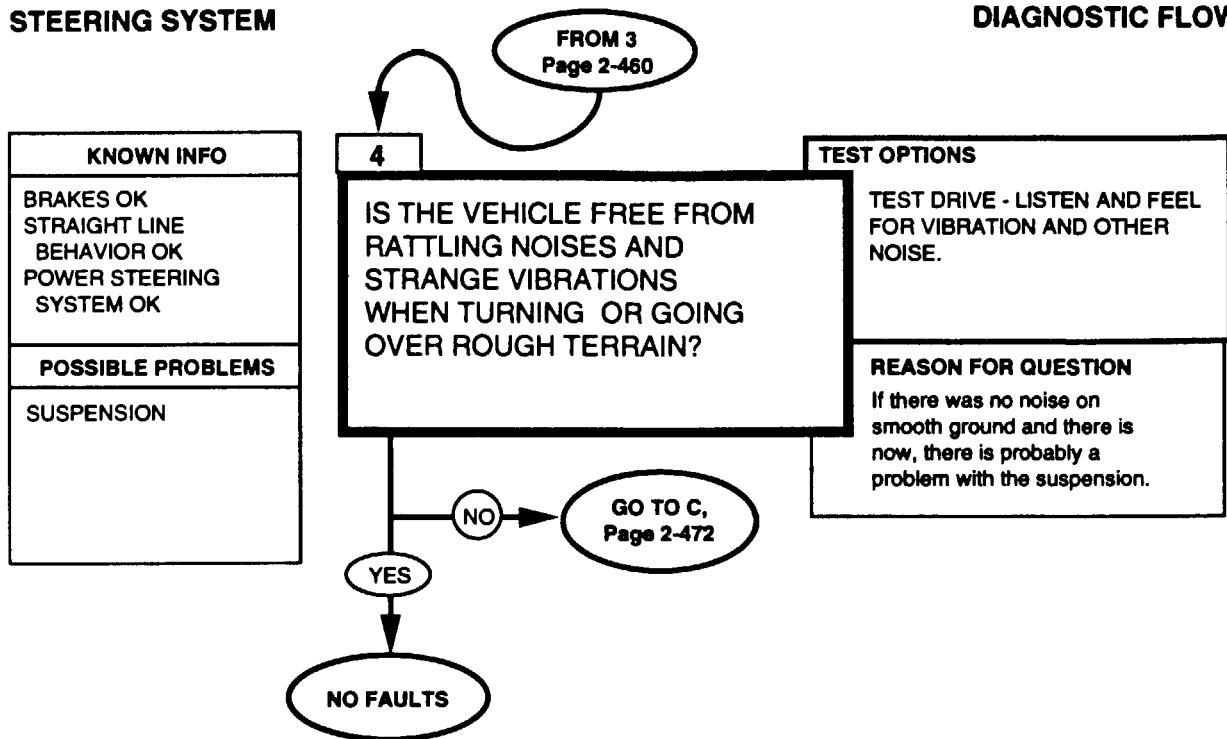 STEERING SYSTEM
DIAGNOSTIC FLOW
FROM 3
Page 2-460
KNOWN INFO
BRAKES OK
STRAIGHT LINE
BEHAVIOR OK
POWER STEERING
SYSTEM OK
POSSIBLE PROBLEMS
SUSPENSION
4
IS THE VEHICLE FREE FROM
RATTLING NOISES AND
STRANGE VIBRATIONS
WHEN TURNING OR GOING
OVER ROUGH TERRAIN?
TEST OPTIONS
TEST DRIVE - LISTEN AND FEEL
FOR VIBRATION AND OTHER
NOISE.
REASON FOR QUESTION
If there was no noise on
smooth ground and there is
now, there is probably a
problem with the suspension.
NO
GO TO C,
Page 2-472
YES
NO FAULTS